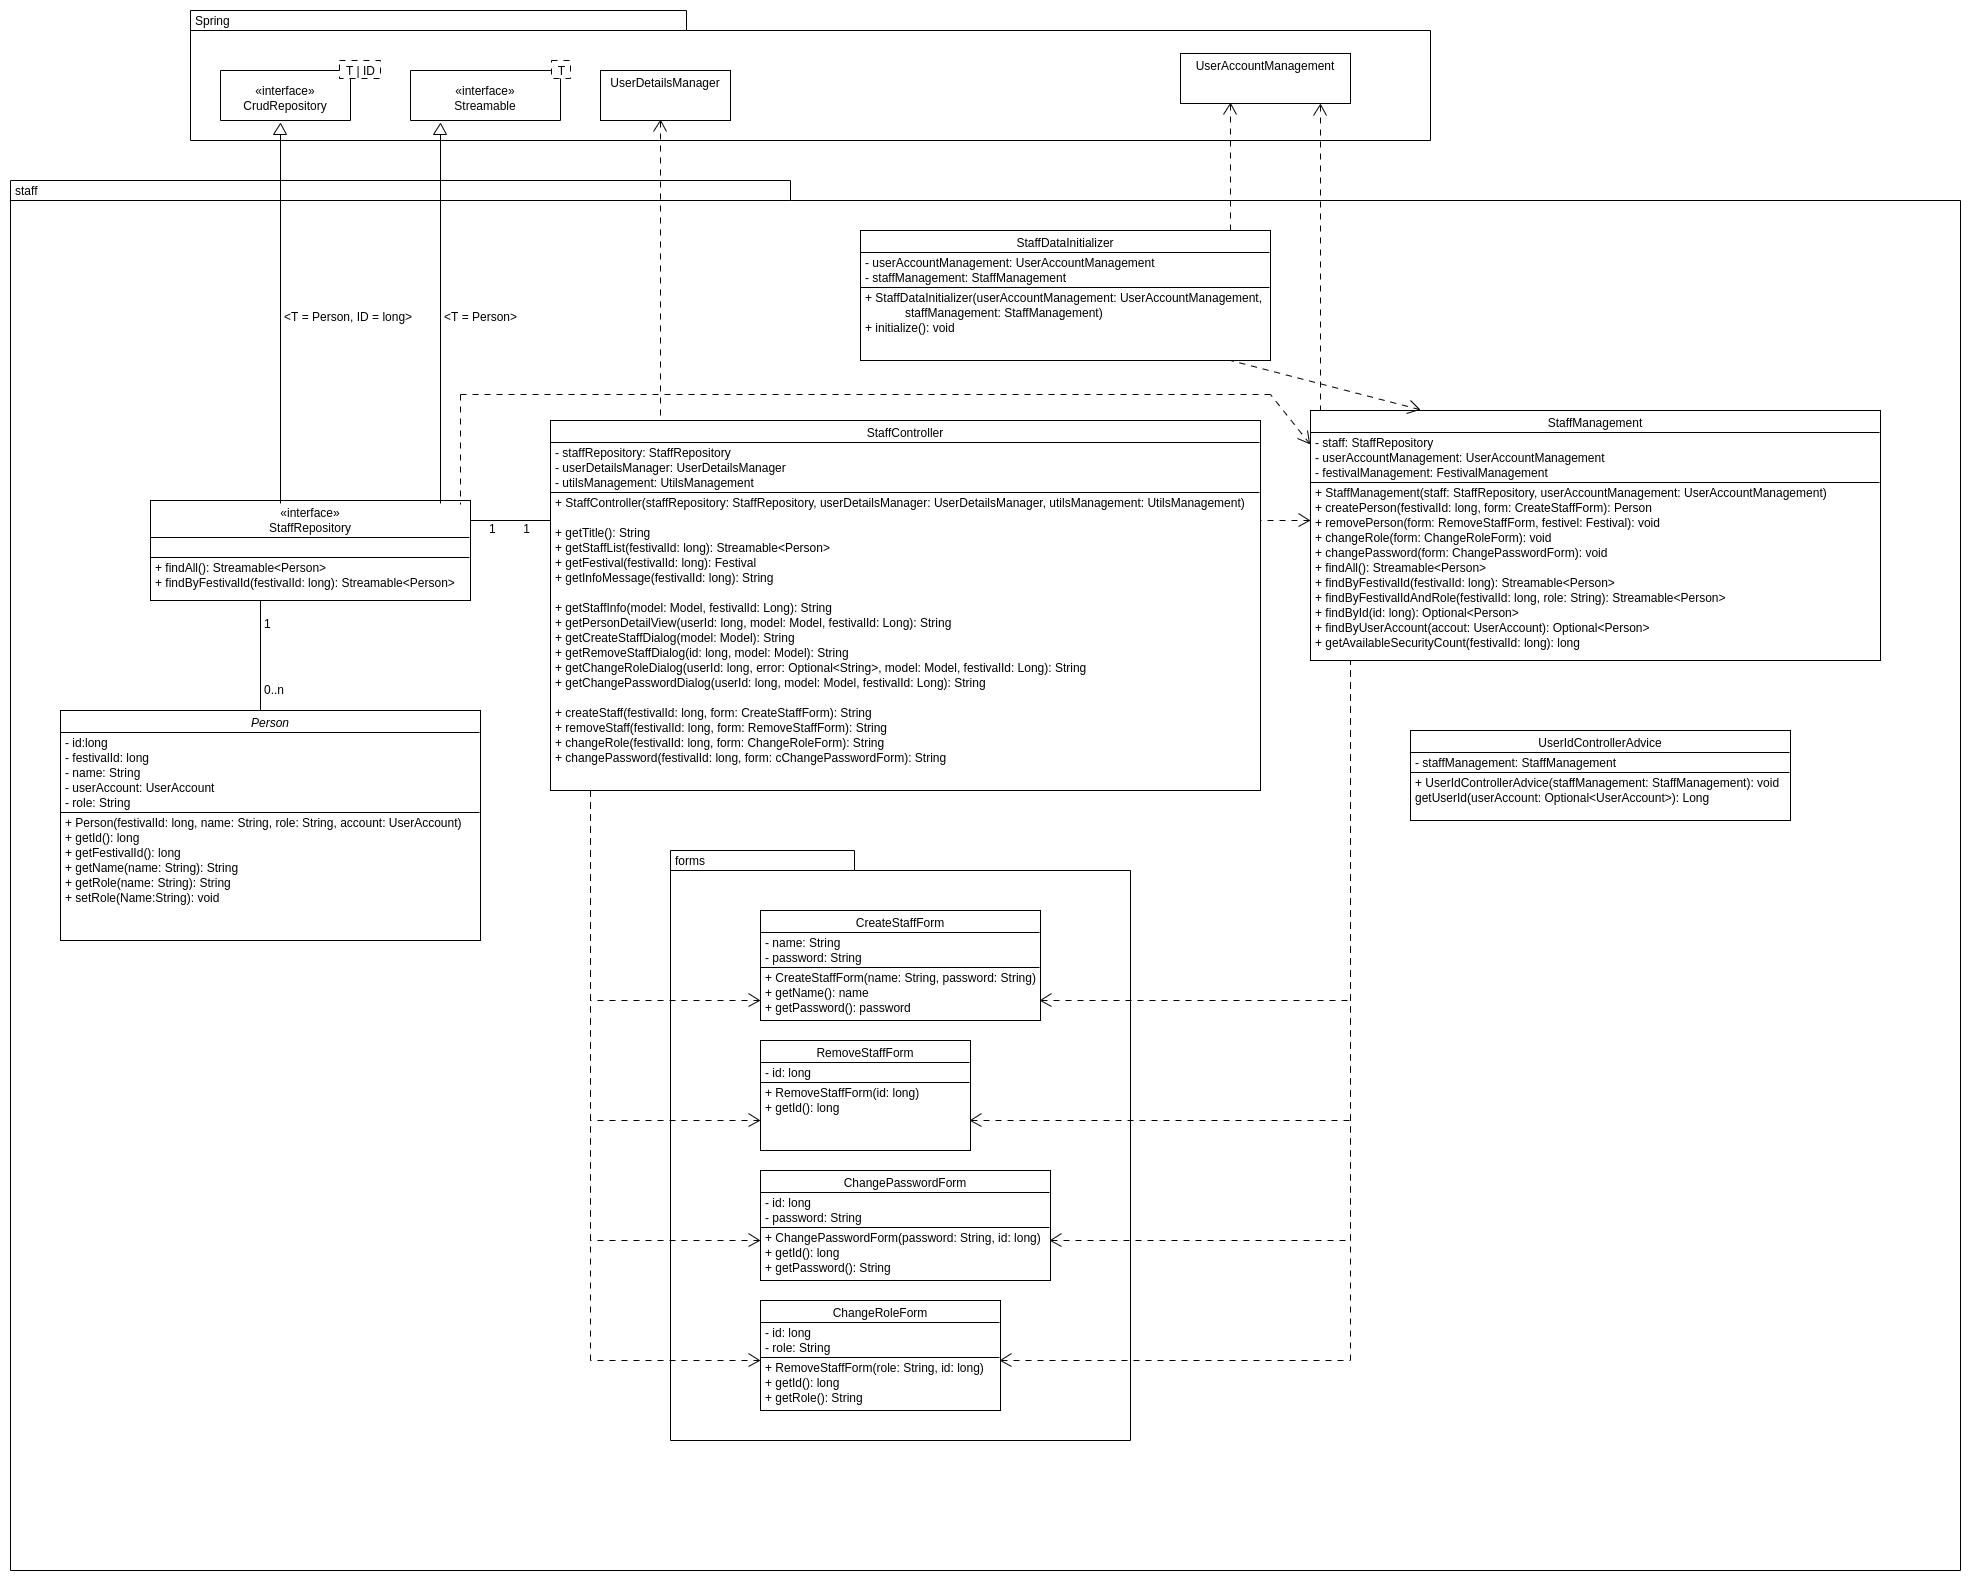 Spring
T | ID
«interface»
CrudRepository
T
«interface»
Streamable
UserDetailsManager
UserAccountManagement
staff
<T = Person, ID = long>
<T = Person>
StaffDataInitializer
- userAccountManagement: UserAccountManagement
- staffManagement: StaffManagement
+ StaffDataInitializer(userAccountManagement: UserAccountManagement,
staffManagement: StaffManagement)
+ initialize(): void
«interface»
StaffRepository
+ findAll(): Streamable<Person>
+ findByFestivalId(festivalId: long): Streamable<Person>
1
1
1
0..n
StaffController
- staffRepository: StaffRepository
- userDetailsManager: UserDetailsManager
- utilsManagement: UtilsManagement
+ StaffController(staffRepository: StaffRepository, userDetailsManager: UserDetailsManager, utilsManagement: UtilsManagement)
+ getTitle(): String
+ getStaffList(festivalId: long): Streamable<Person>
+ getFestival(festivalId: long): Festival
+ getInfoMessage(festivalId: long): String
+ getStaffInfo(model: Model, festivalId: Long): String
+ getPersonDetailView(userId: long, model: Model, festivalId: Long): String
+ getCreateStaffDialog(model: Model): String
+ getRemoveStaffDialog(id: long, model: Model): String
+ getChangeRoleDialog(userId: long, error: Optional<String>, model: Model, festivalId: Long): String
+ getChangePasswordDialog(userId: long, model: Model, festivalId: Long): String
+ createStaff(festivalId: long, form: CreateStaffForm): String
+ removeStaff(festivalId: long, form: RemoveStaffForm): String
+ changeRole(festivalId: long, form: ChangeRoleForm): String
+ changePassword(festivalId: long, form: cChangePasswordForm): String
StaffManagement
- staff: StaffRepository
- userAccountManagement: UserAccountManagement
- festivalManagement: FestivalManagement
+ StaffManagement(staff: StaffRepository, userAccountManagement: UserAccountManagement)
+ createPerson(festivalId: long, form: CreateStaffForm): Person
+ removePerson(form: RemoveStaffForm, festivel: Festival): void
+ changeRole(form: ChangeRoleForm): void
+ changePassword(form: ChangePasswordForm): void
+ findAll(): Streamable<Person>
+ findByFestivalId(festivalId: long): Streamable<Person>
+ findByFestivalIdAndRole(festivalId: long, role: String): Streamable<Person>
+ findById(id: long): Optional<Person>
+ findByUserAccount(accout: UserAccount): Optional<Person>
+ getAvailableSecurityCount(festivalId: long): long
Person
- id:long
- festivalId: long
- name: String
- userAccount: UserAccount
- role: String
+ Person(festivalId: long, name: String, role: String, account: UserAccount)
+ getId(): long
+ getFestivalId(): long
+ getName(name: String): String
+ getRole(name: String): String
+ setRole(Name:String): void
UserIdControllerAdvice
- staffManagement: StaffManagement
+ UserIdControllerAdvice(staffManagement: StaffManagement): void
getUserId(userAccount: Optional<UserAccount>): Long
forms
CreateStaffForm
- name: String
- password: String
+ CreateStaffForm(name: String, password: String)
+ getName(): name
+ getPassword(): password
RemoveStaffForm
- id: long
+ RemoveStaffForm(id: long)
+ getId(): long
ChangePasswordForm
- id: long
- password: String
+ ChangePasswordForm(password: String, id: long)
+ getId(): long
+ getPassword(): String
ChangeRoleForm
- id: long
- role: String
+ RemoveStaffForm(role: String, id: long)
+ getId(): long
+ getRole(): String